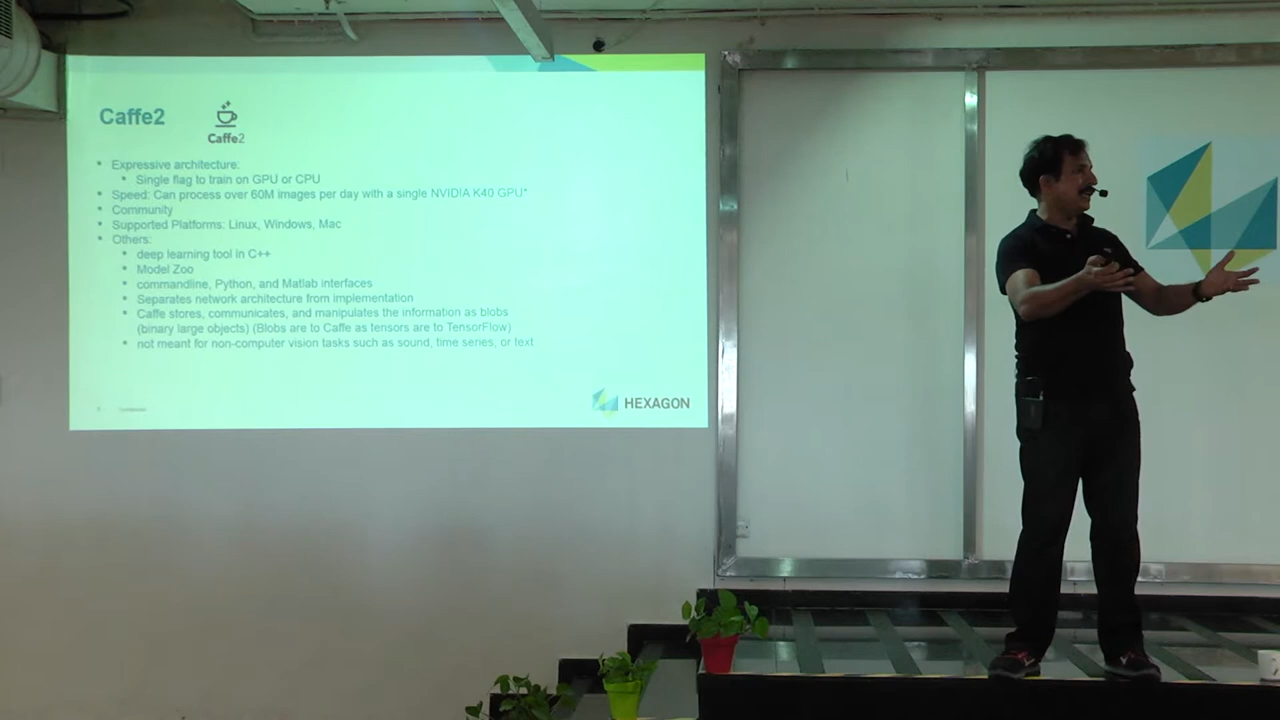 Caffe2
Caffe2
Expressive architecture:
Single flag to train on GPU or CPU
Speed: Can process over 60M images per day with a single NVIDIA K40 GPU*
Community
Supported Platforms: Linux, Windows, Mac
Others:
deep learning tool in C++
Model Zoo
commandline, Python, and Matlab interfaces
Separates network architecture from implementation
Caffe stores, communicates, and manipulates the information as blobs
(binary large objects) (Blobs are to Caffe as tensors are to TensorFlow)
not meant for non-computer vision tasks such as sound, time series, or text
HEXAGON